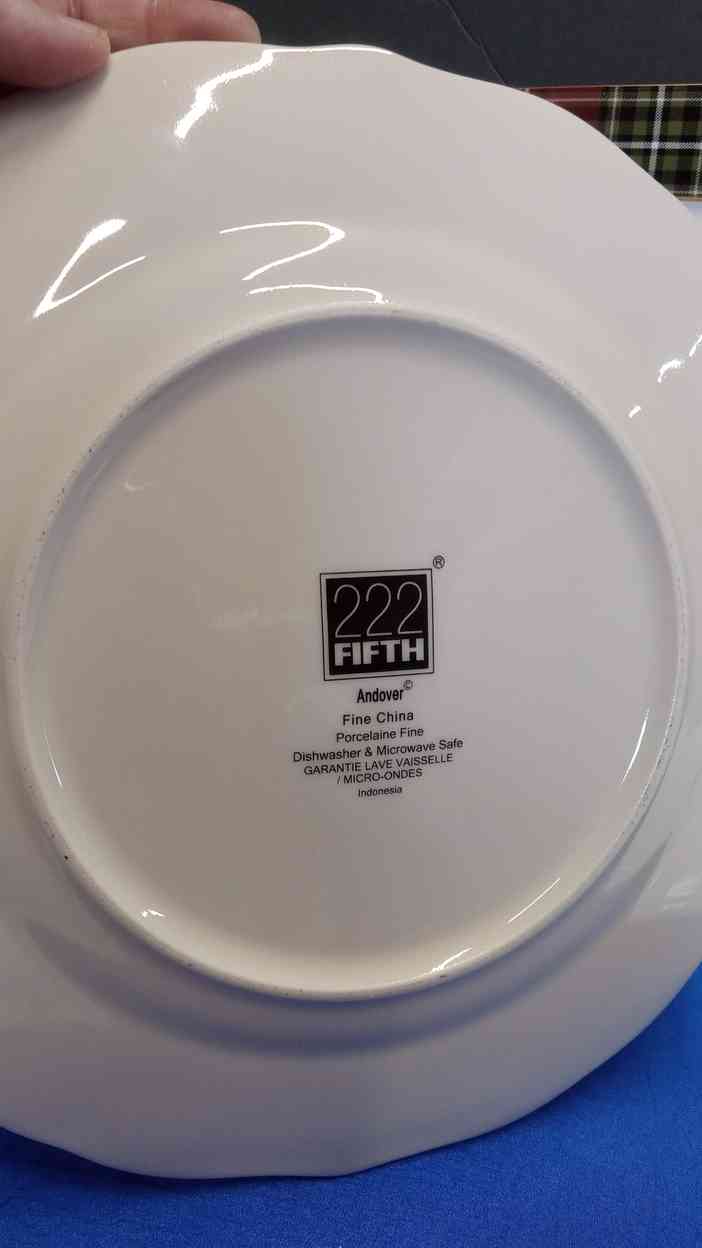 222
FIFTH
®
Andover©
Fine China
Porcelaine Fine
Dishwasher & Microwave Safe
GARANTIE LAVE VAISSELLE
/ MICRO-ONDES
Indonesia